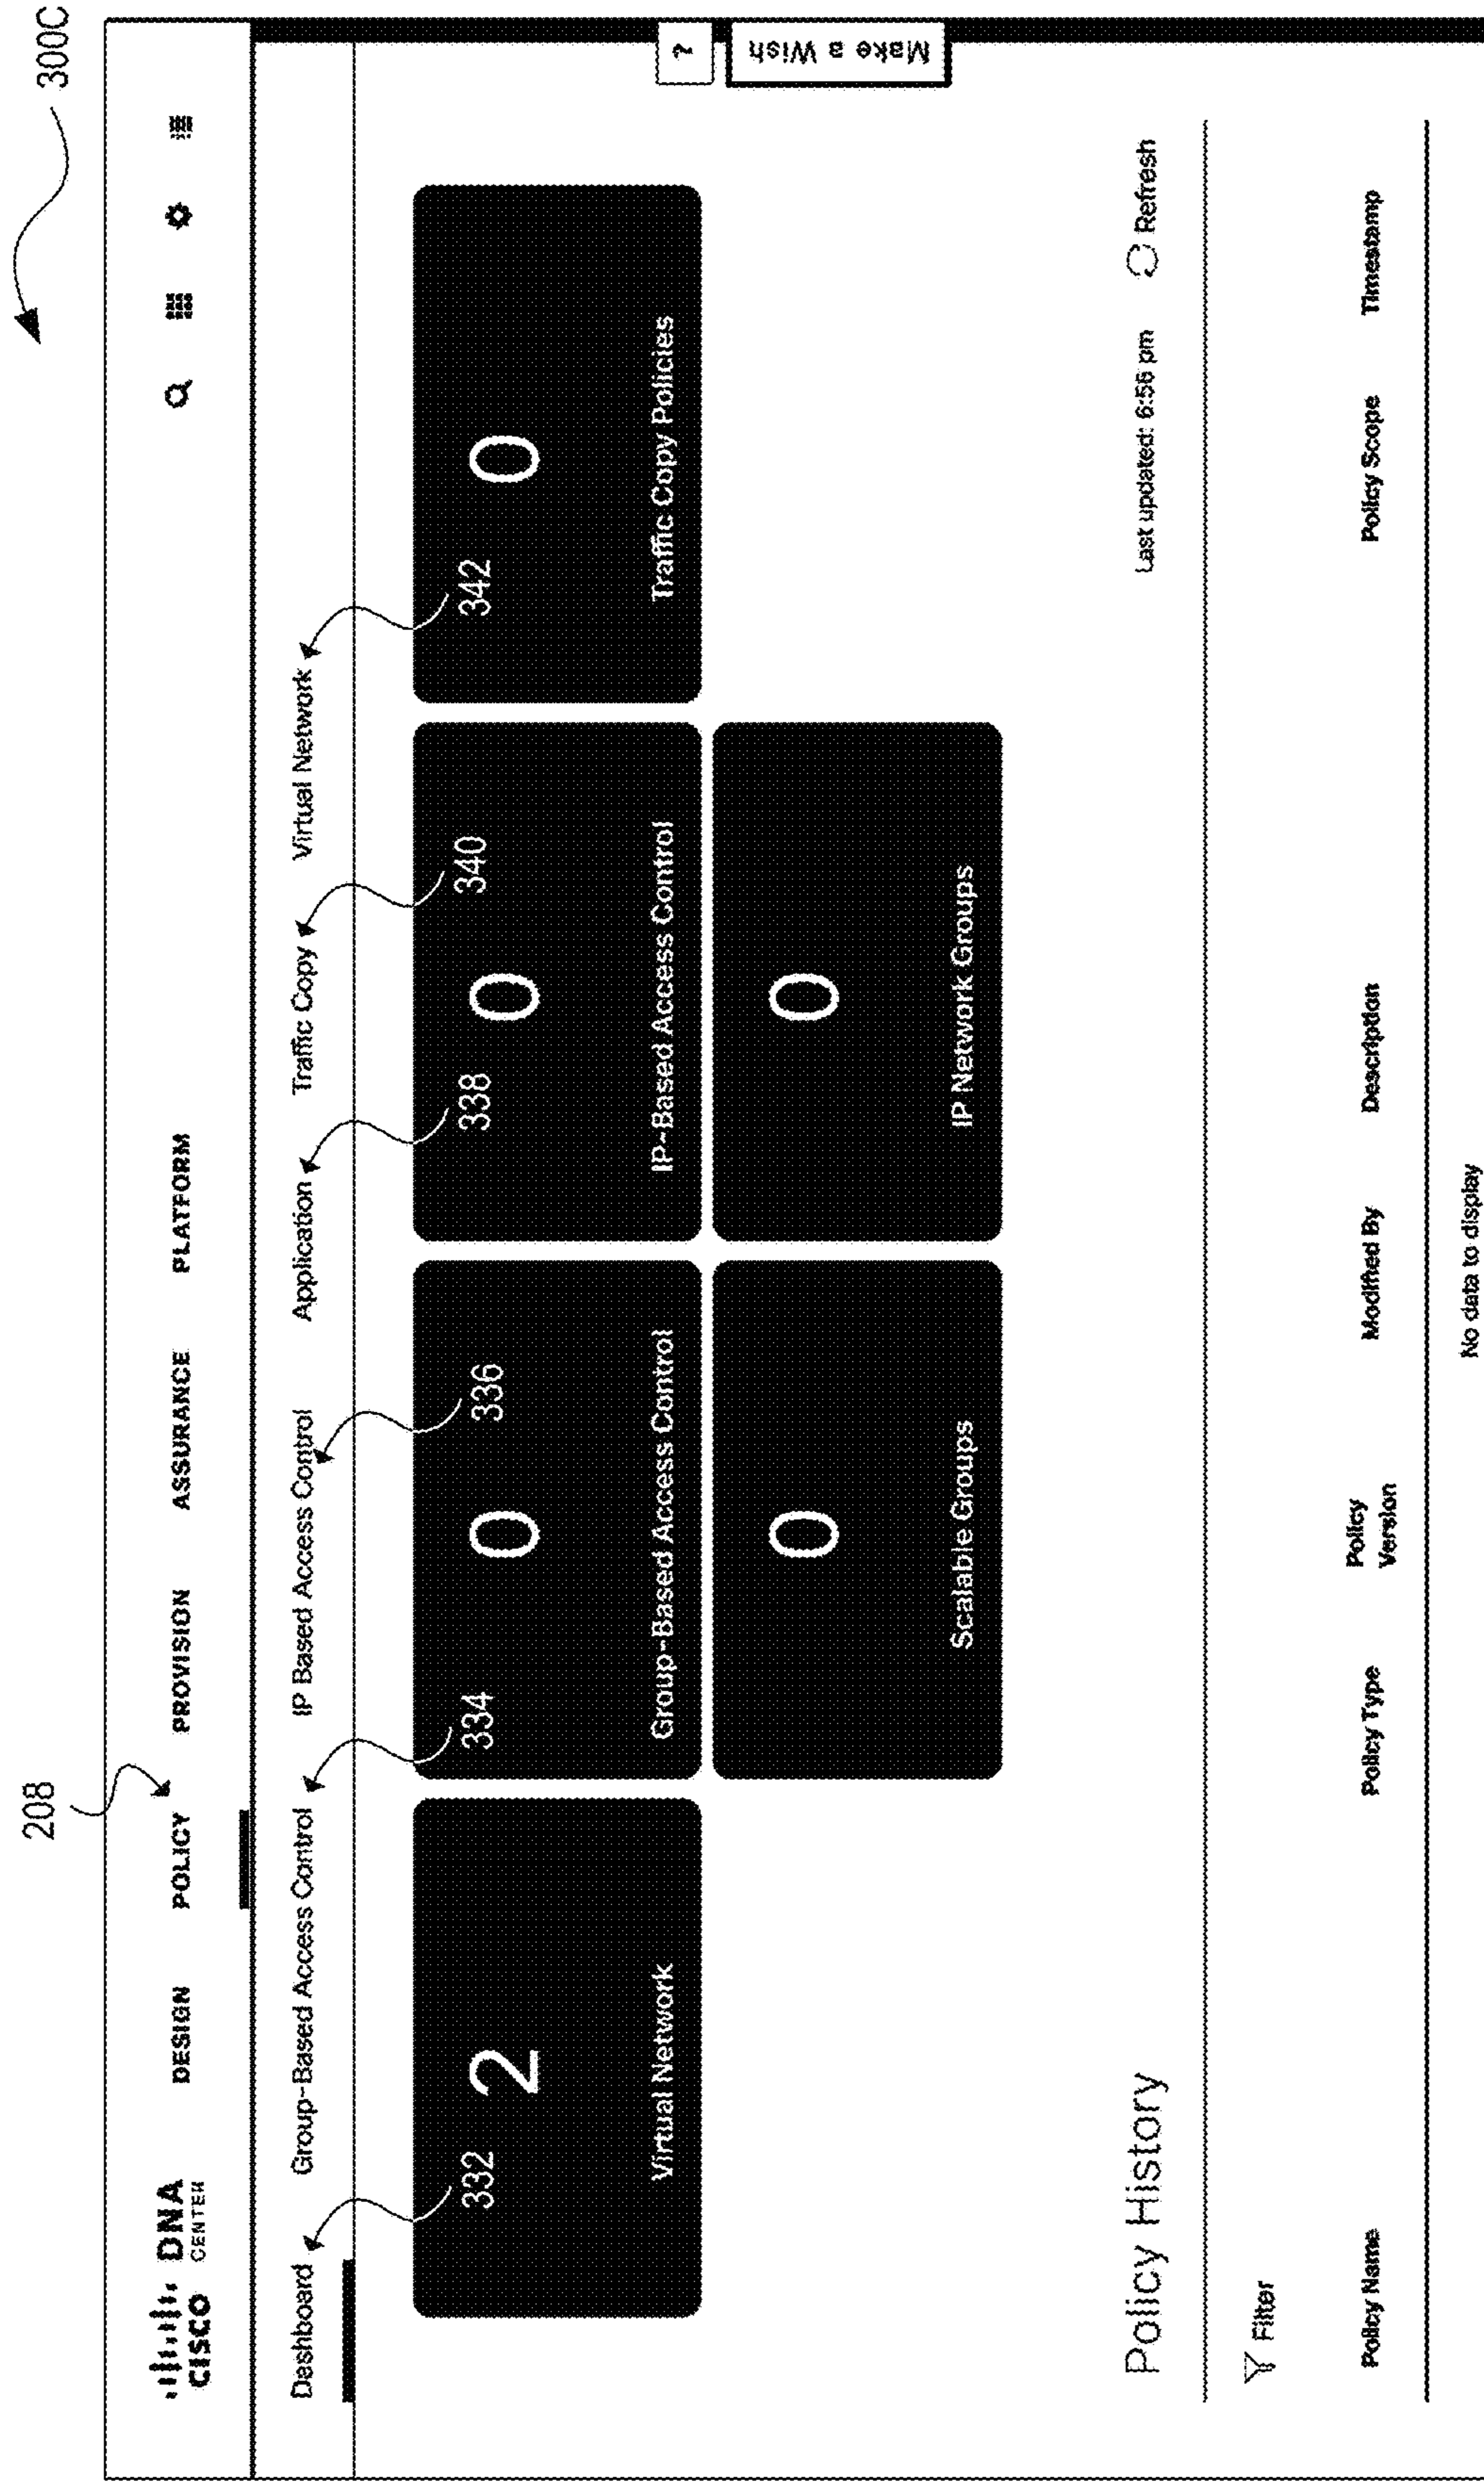 300C
208
CISCO DNA CENTER
DESIGN POLICY PROVISION ASSURANCE PLATFORM
Deshboard Group-Based Access Control IP Based Access Control Application Traffic Copy Virtual Network
332 334 336 338 340 342
2 0 0 0
Virtual Network Group-Based Access Control IP-Based Access Control Traffic Copy Policies
0 0
Scalable Groups IP Network Groups
?
Make a Wish
Policy History Last updated: 6:56 pm Refresh
Filter
Policy Name Policy Type Policy Version Modified By Description Policy Scope Timestamp
No data to display